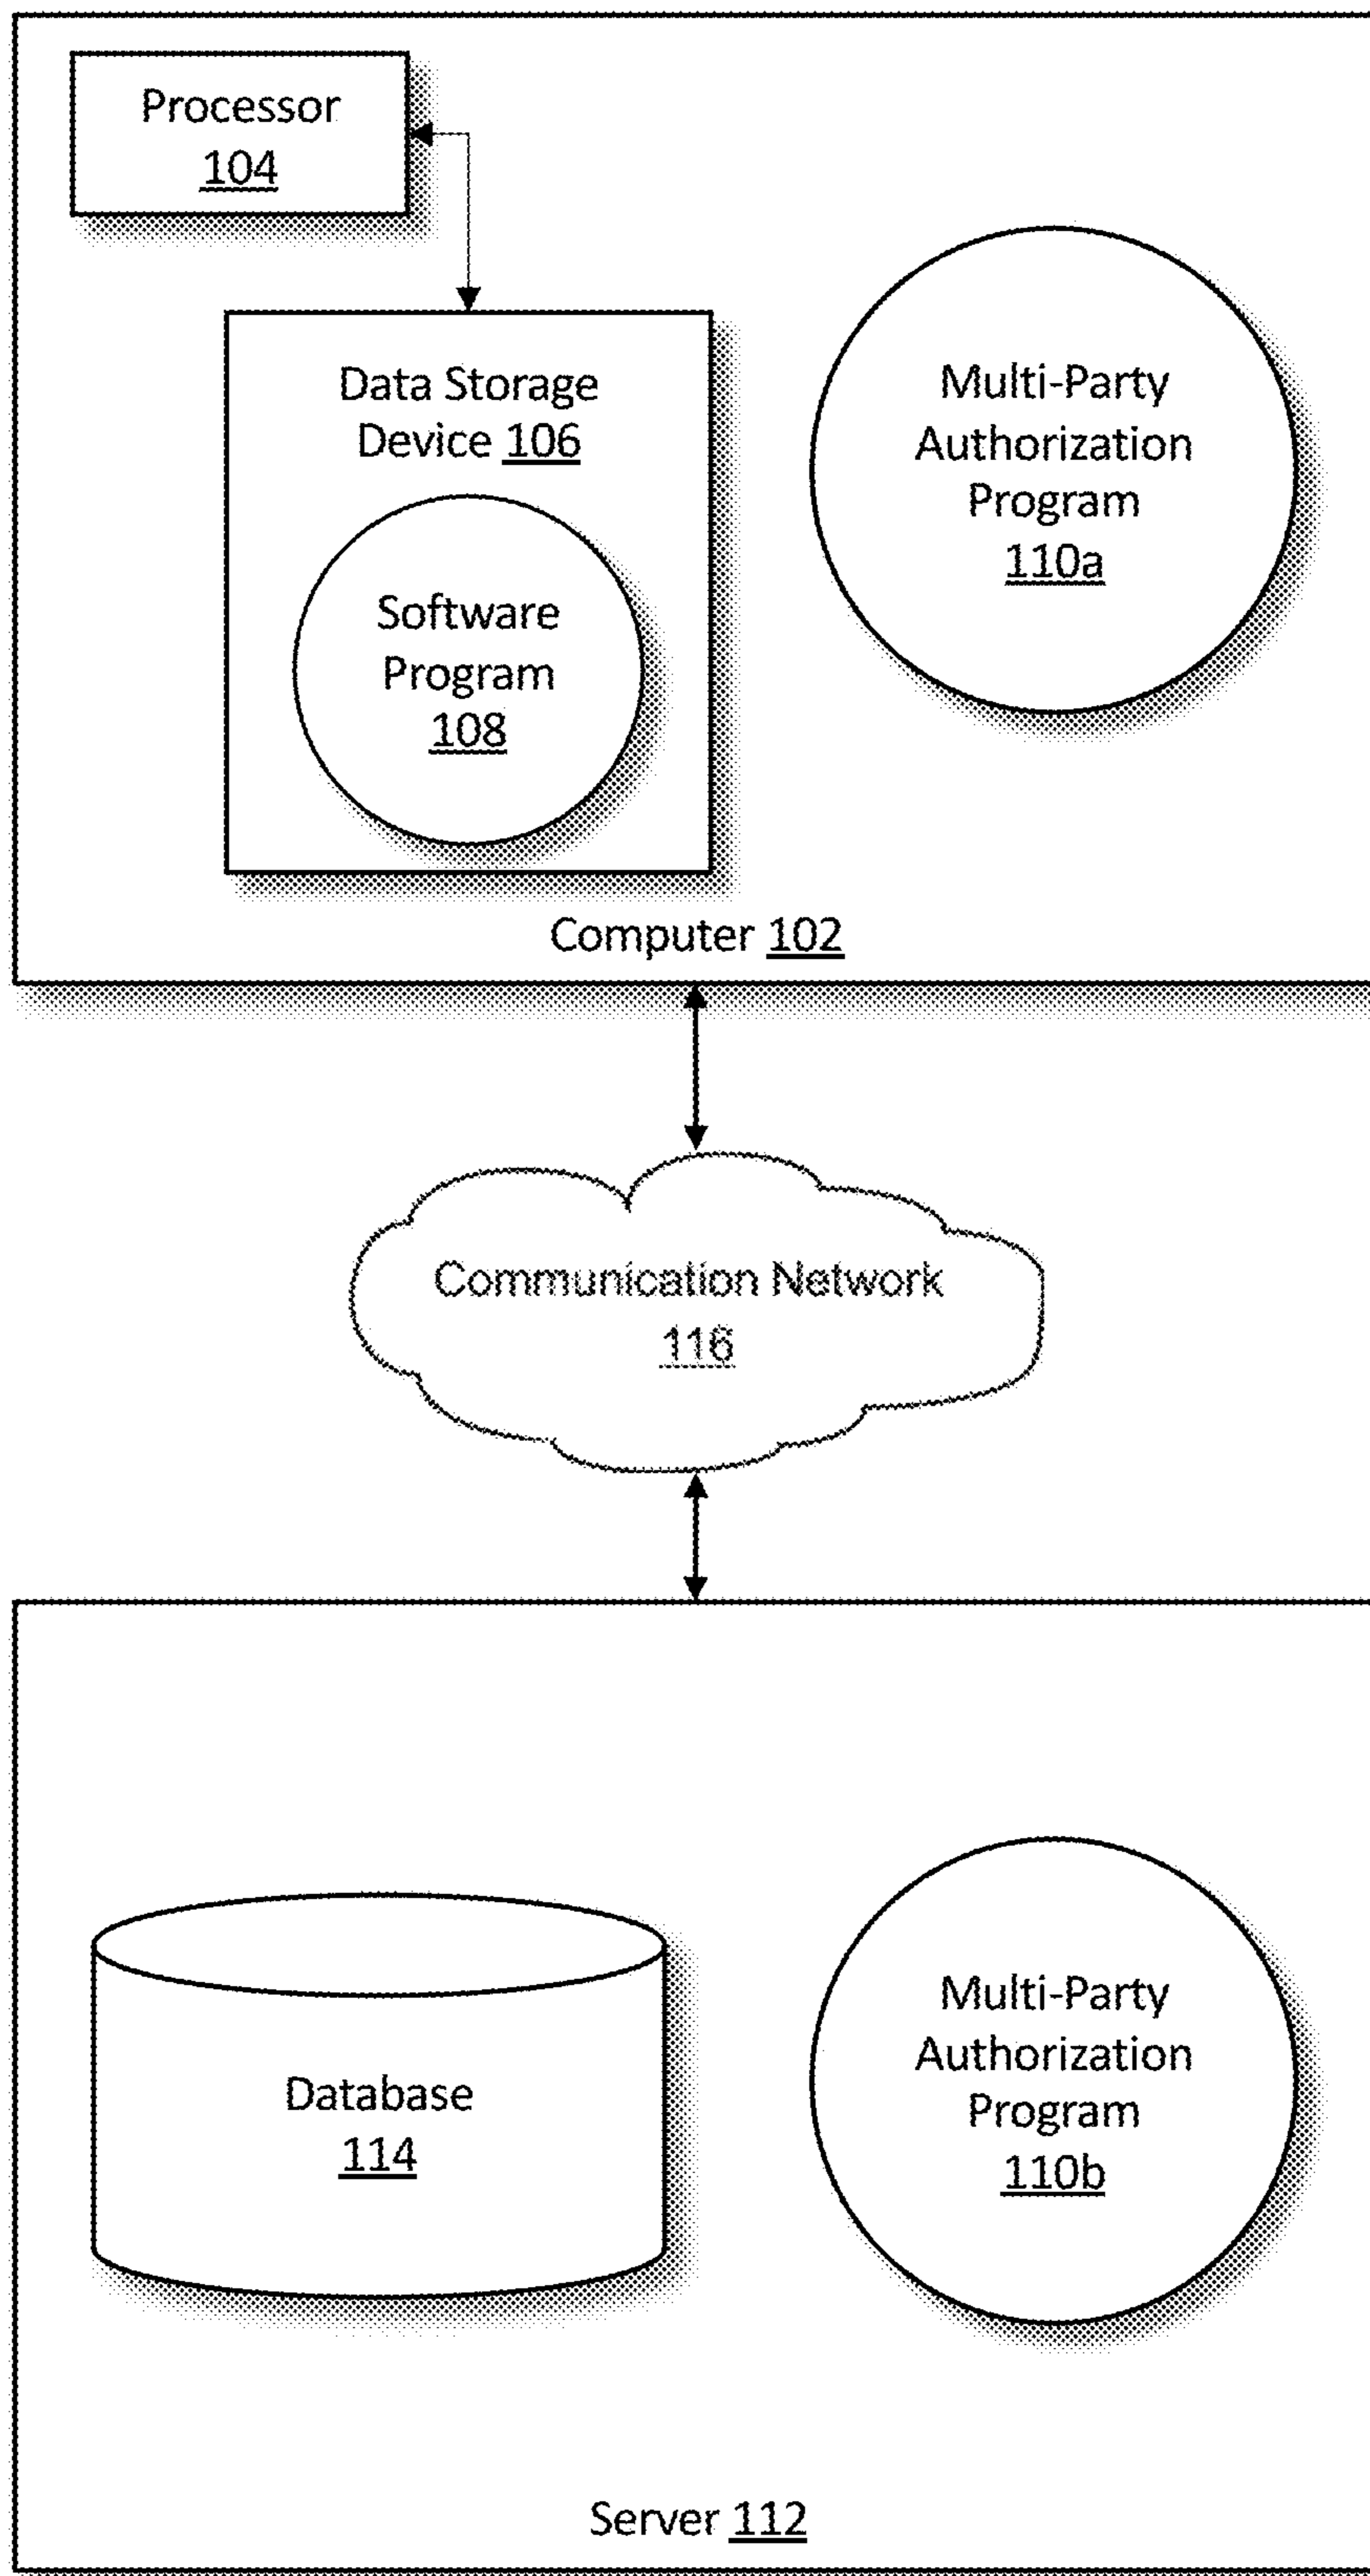 Processor
104
Data Storage
Device 106
Software
Program
108
Multi-Party
Authorization
Program
110a
Computer 102
Communication Network
116
Database
114
Multi-Party
Authorization
Program
110b
Server 112